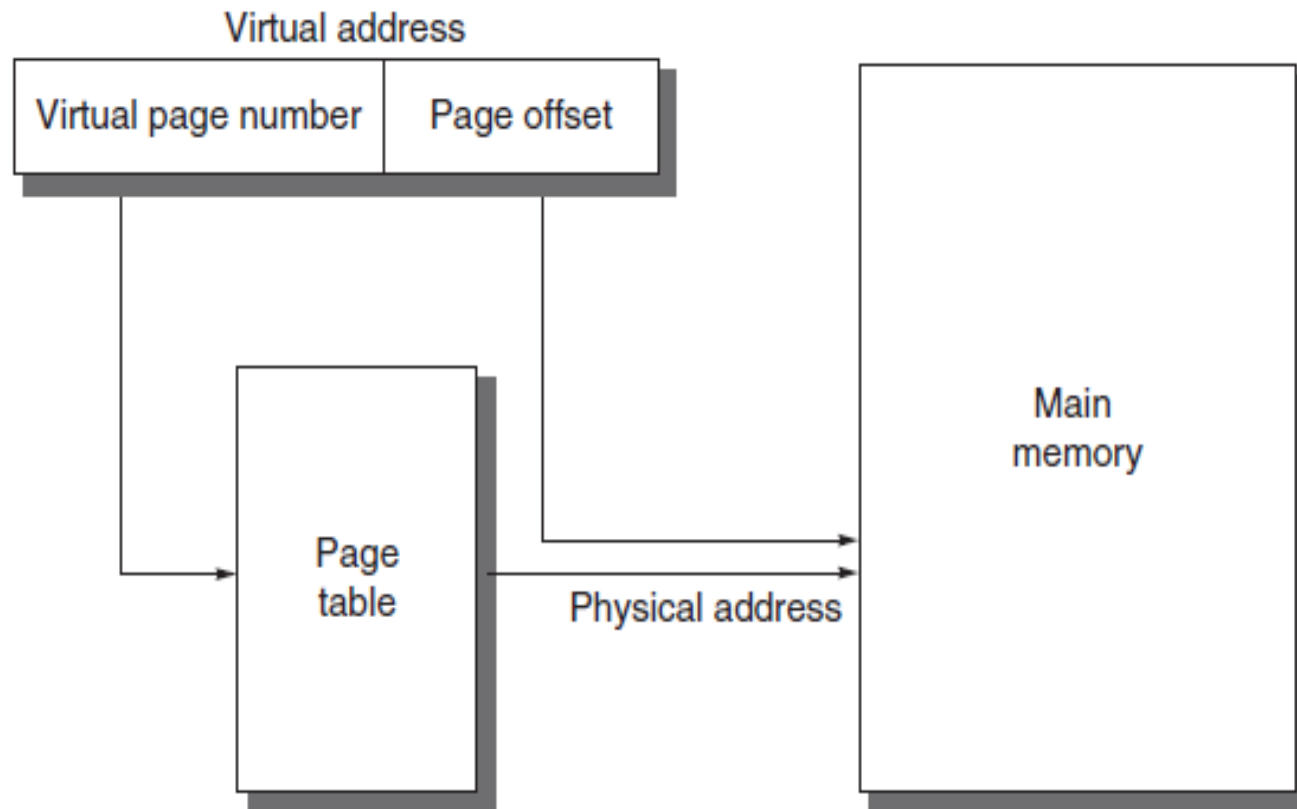 Virtual address
Virtual page number
Page offset
Main
memory
Page
table
Physical address